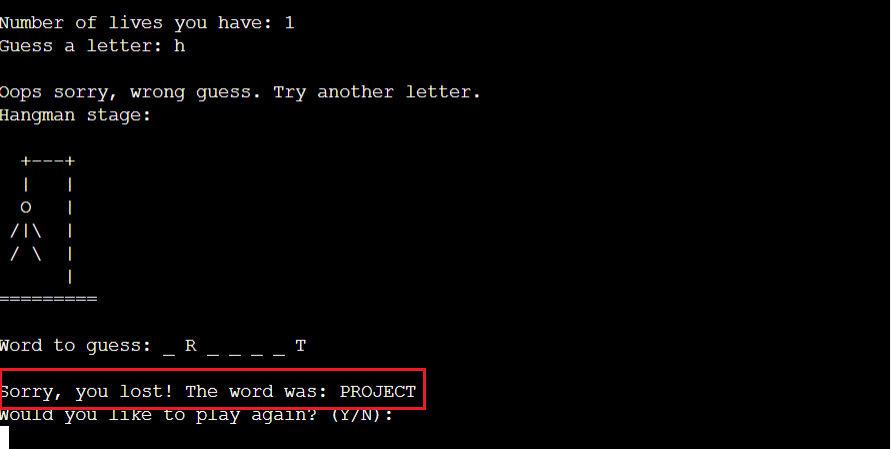 Number of lives you have: 1
Guess a letter: h
Oops sorry, wrong guess. Try another letter.
Hangman stage:
  +---+
  |   |
  O   |
 /|\  |
 / \  |
      |
=========
Word to guess: _ R _ _ _ _ T
Sorry, you lost! The word was: PROJECT
Would you like to play again? (Y/N):